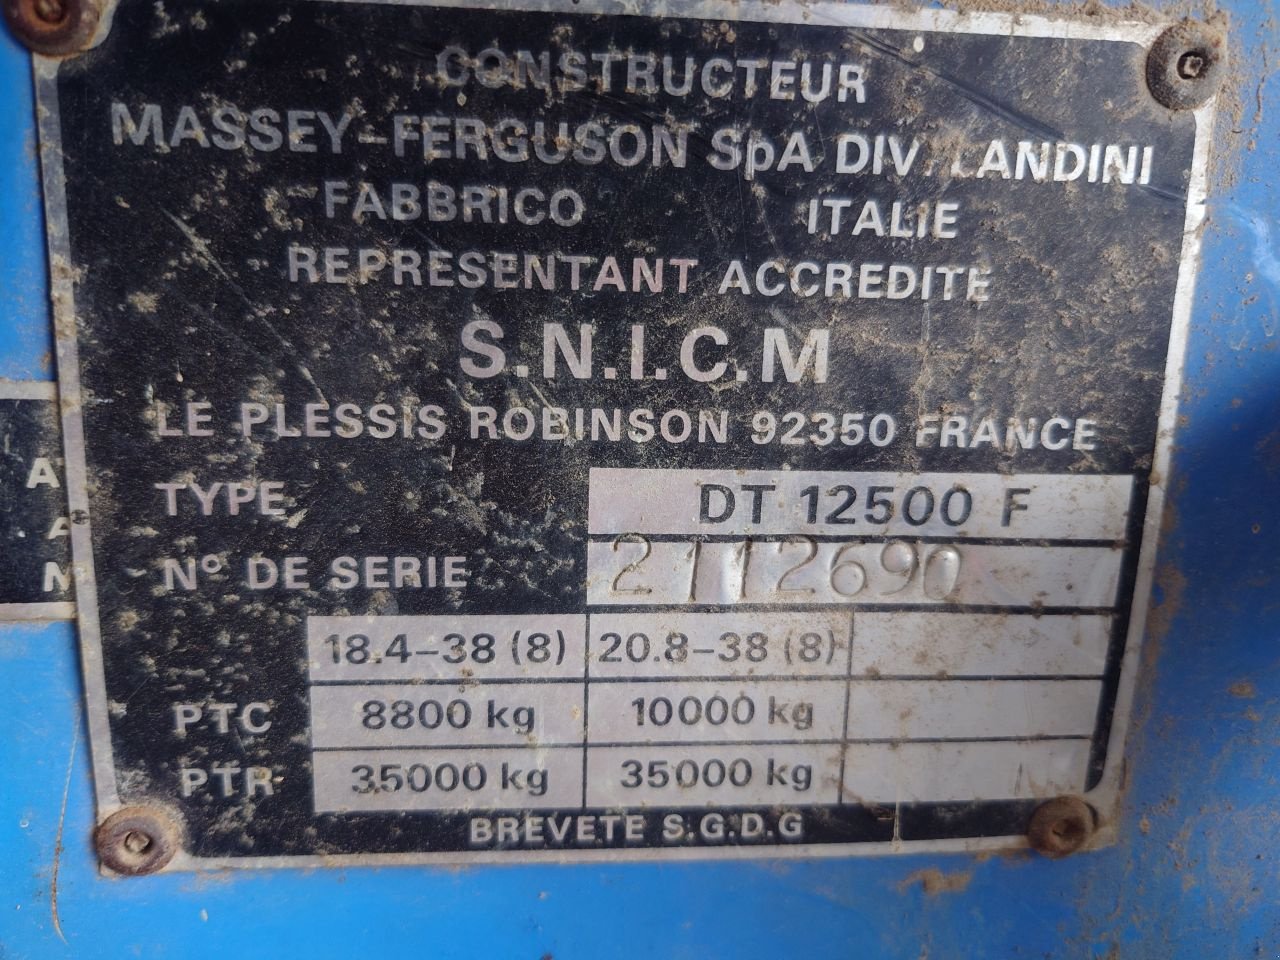 CONSTRUCTEUR
MASSEY-FERGUSON SpA DIV. LANDINI
FABBRICO ITALIE
REPRESENTANT ACCREDITE
S.N.I.C.M
LE PLESSIS ROBINSON 92350 FRANCE
TYPE DT 12500 F
N° DE SERIE 2112690
18.4-38 (8) 20.8-38 (8)
PTC 8800 kg 10000 kg
PTR 35000 kg 35000 kg
BREVETE S.G.D.G
A
A